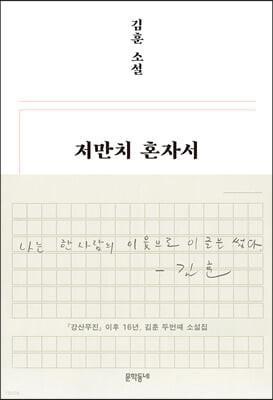 김훈 소설
저만치 혼자서
나는 한 사람의 이웃으로 이 글을 썼다.
- 김훈
『강산무진』 이후 16년, 김훈 두번째 소설집
문학동네